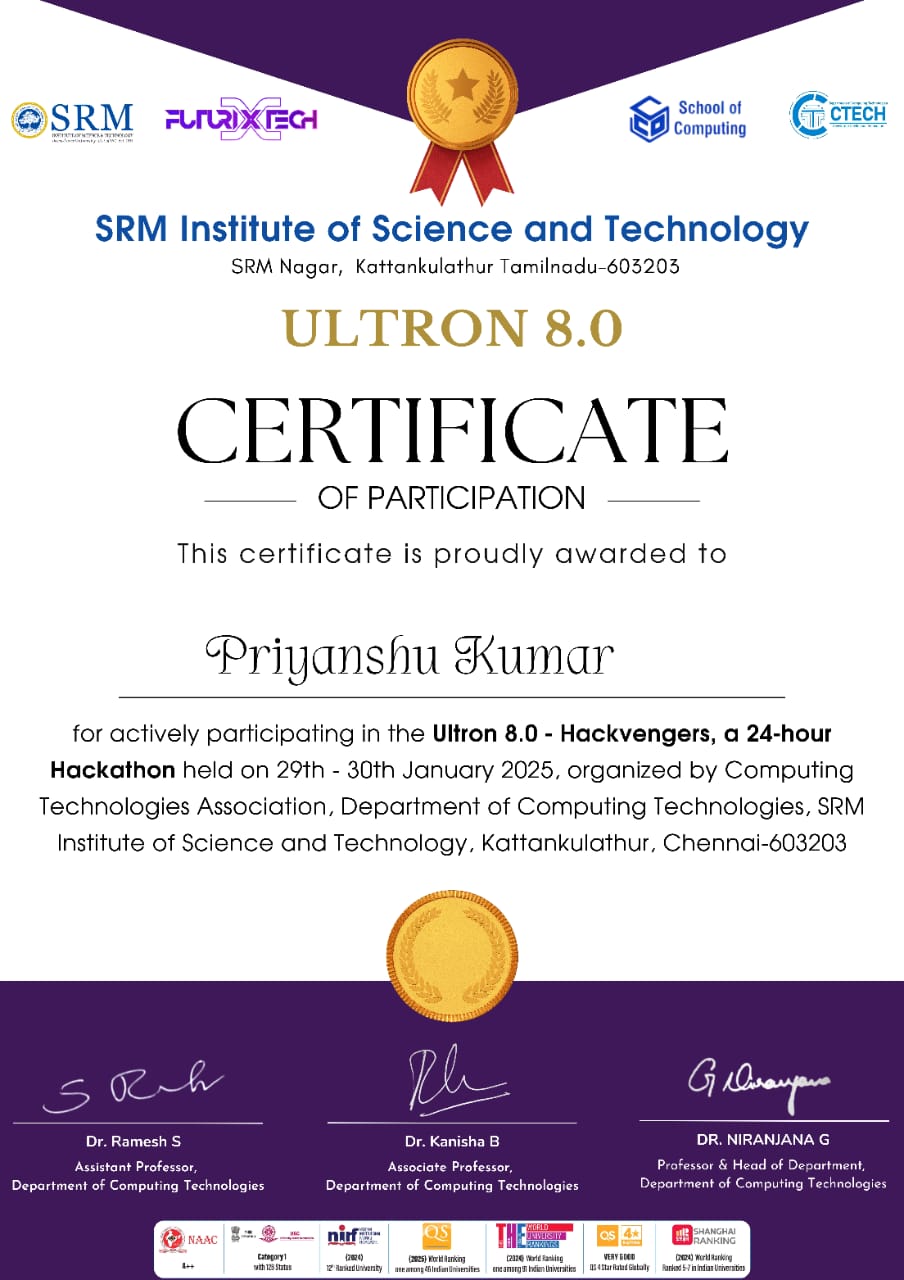 SRM
INSTITUTE OF SCIENCE & TECHNOLOGY
FUTURIXTECH
School of
Computing
CTECH
SRM Institute of Science and Technology
SRM Nagar, Kattankulathur Tamilnadu-603203
ULTRON 8.0
CERTIFICATE
OF PARTICIPATION
This certificate is proudly awarded to
Priyanshu Kumar
for actively participating in the Ultron 8.0 - Hackvengers, a 24-hour
Hackathon held on 29th - 30th January 2025, organized by Computing
Technologies Association, Department of Computing Technologies, SRM
Institute of Science and Technology, Kattankulathur, Chennai-603203
G Niranjana
Dr. Ramesh S
Assistant Professor,
Department of Computing Technologies
Dr. Kanisha B
Associate Professor,
Department of Computing Technologies
DR. NIRANJANA G
Professor & Head of Department,
Department of Computing Technologies
NAAC
A++
Category 1
with 12B Status
nirf
(2024)
12th Ranked University
QS
(2025) World Ranking
one among 46 Indian Universities
THE WORLD
UNIVERSITY
RANKINGS
World Ranking
one among 91 Indian Universities
QS 4★
VERY GOOD
QS 4 Star Rated Globally
SHANGHAI
RANKING
(2024) World Ranking
Ranked 5-7 in Indian Universities